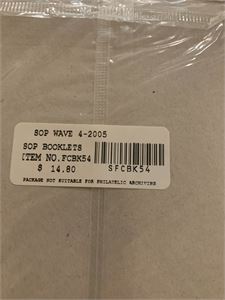 SOP WAVE 4-2005
SOP BOOKLETS
ITEM NO.FCBK54
$ 14.80
SFCBK54
PACKAGE NOT SUITABLE FOR PHILATELIC ARCHIVING